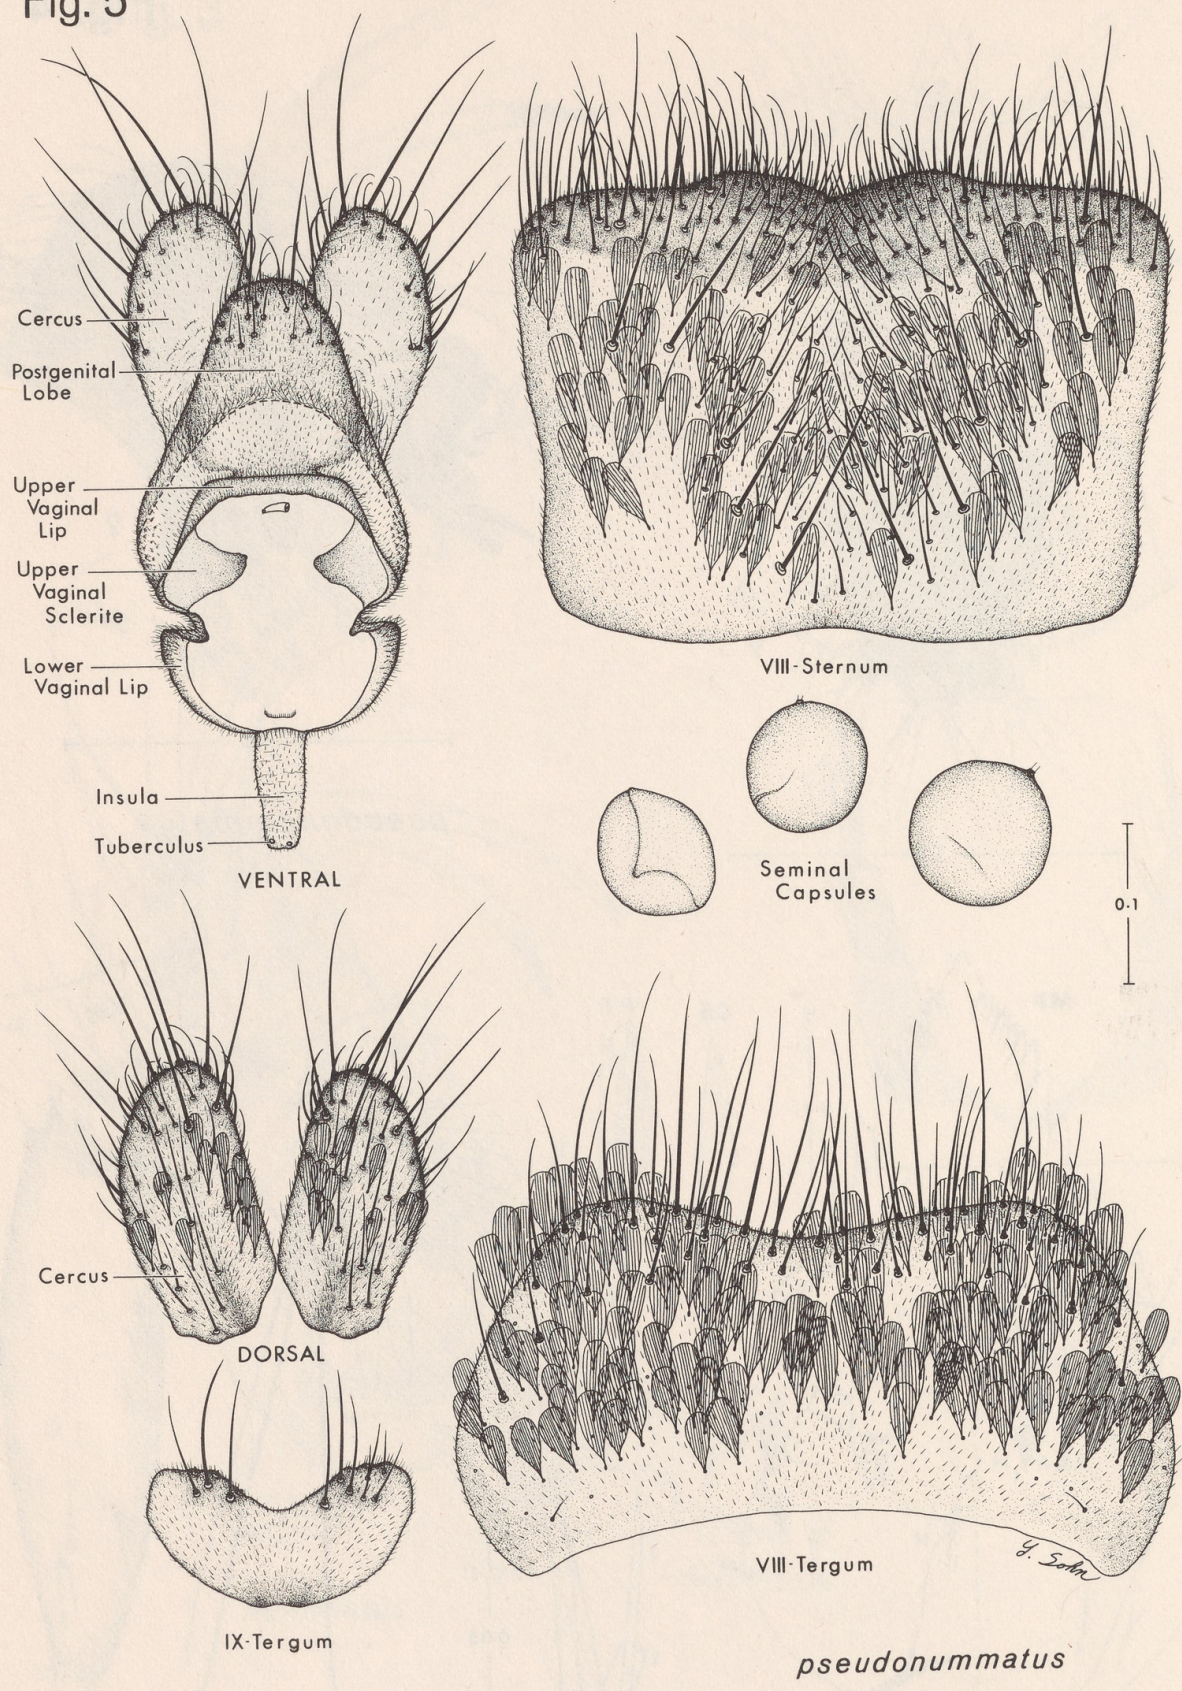 Fig. 5
Cercus
Postgenital
Lobe
Upper
Vaginal
Lip
Upper
Vaginal
Sclerite
Lower
Vaginal Lip
Insula
Tuberculus
VENTRAL
VIII-Sternum
Seminal
Capsules
0.1
Cercus
DORSAL
IX-Tergum
VIII-Tergum
Y. Sohn
pseudonummatus